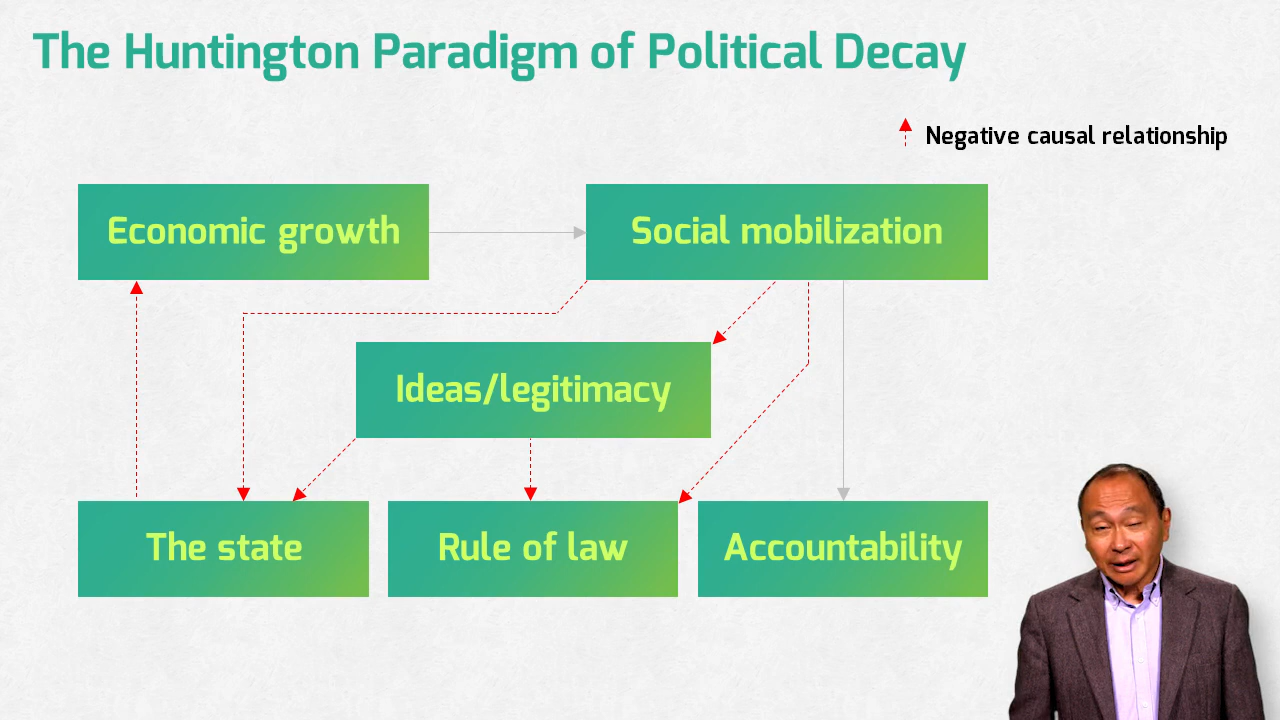 The Huntington Paradigm of Political Decay
Negative causal relationship
Economic growth
Social mobilization
Ideas/legitimacy
The state
Rule of law
Accountability